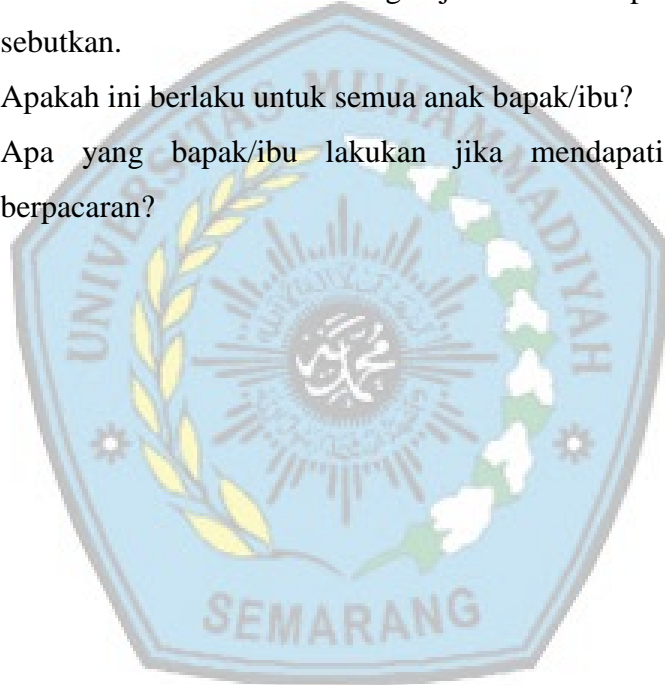 sebutkan.
Apakah ini berlaku untuk semua anak bapak/ibu?
Apa yang bapak/ibu lakukan jika mendapati
berpacaran?
UNIVERSITAS MUHAMMADIYAH
SEMARANG